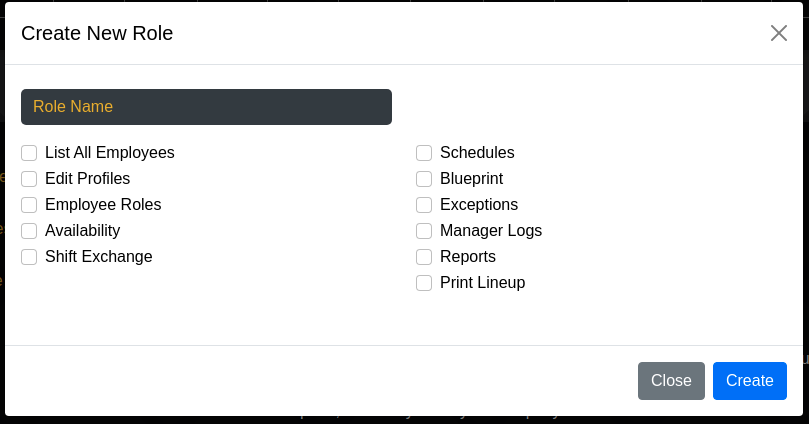 Create New Role
Role Name
List All Employees
Edit Profiles
Employee Roles
Availability
Shift Exchange
Schedules
Blueprint
Exceptions
Manager Logs
Reports
Print Lineup
Close
Create